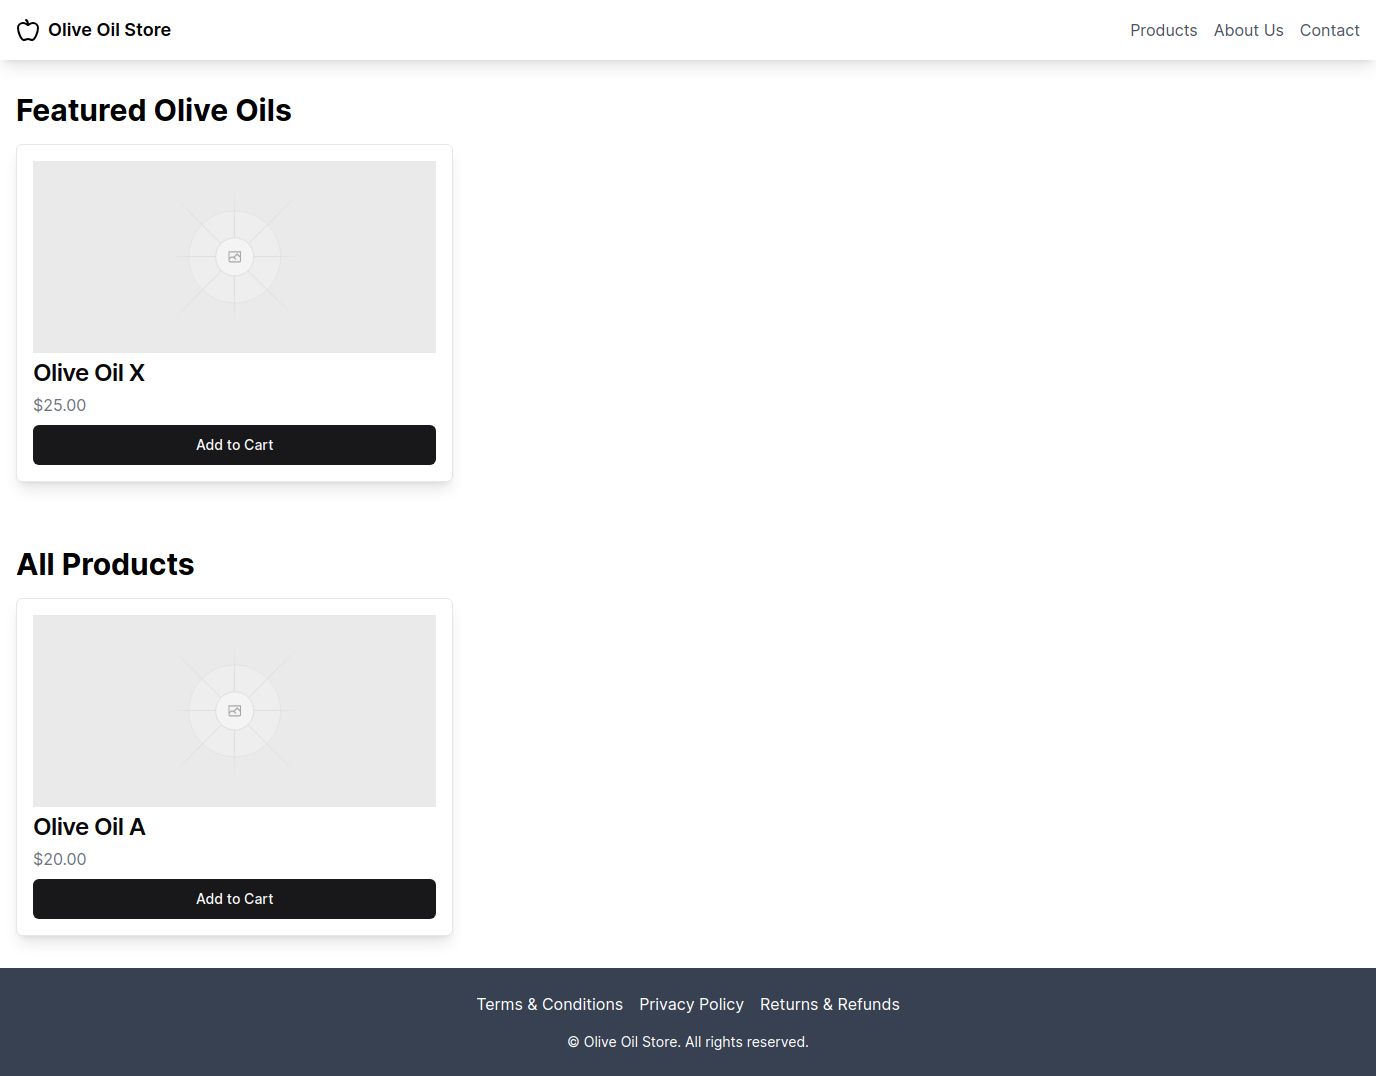 Olive Oil Store
Products About Us Contact
Featured Olive Oils
Olive Oil X
$25.00
Add to Cart
All Products
Olive Oil A
$20.00
Add to Cart
Terms & Conditions Privacy Policy Returns & Refunds
© Olive Oil Store. All rights reserved.